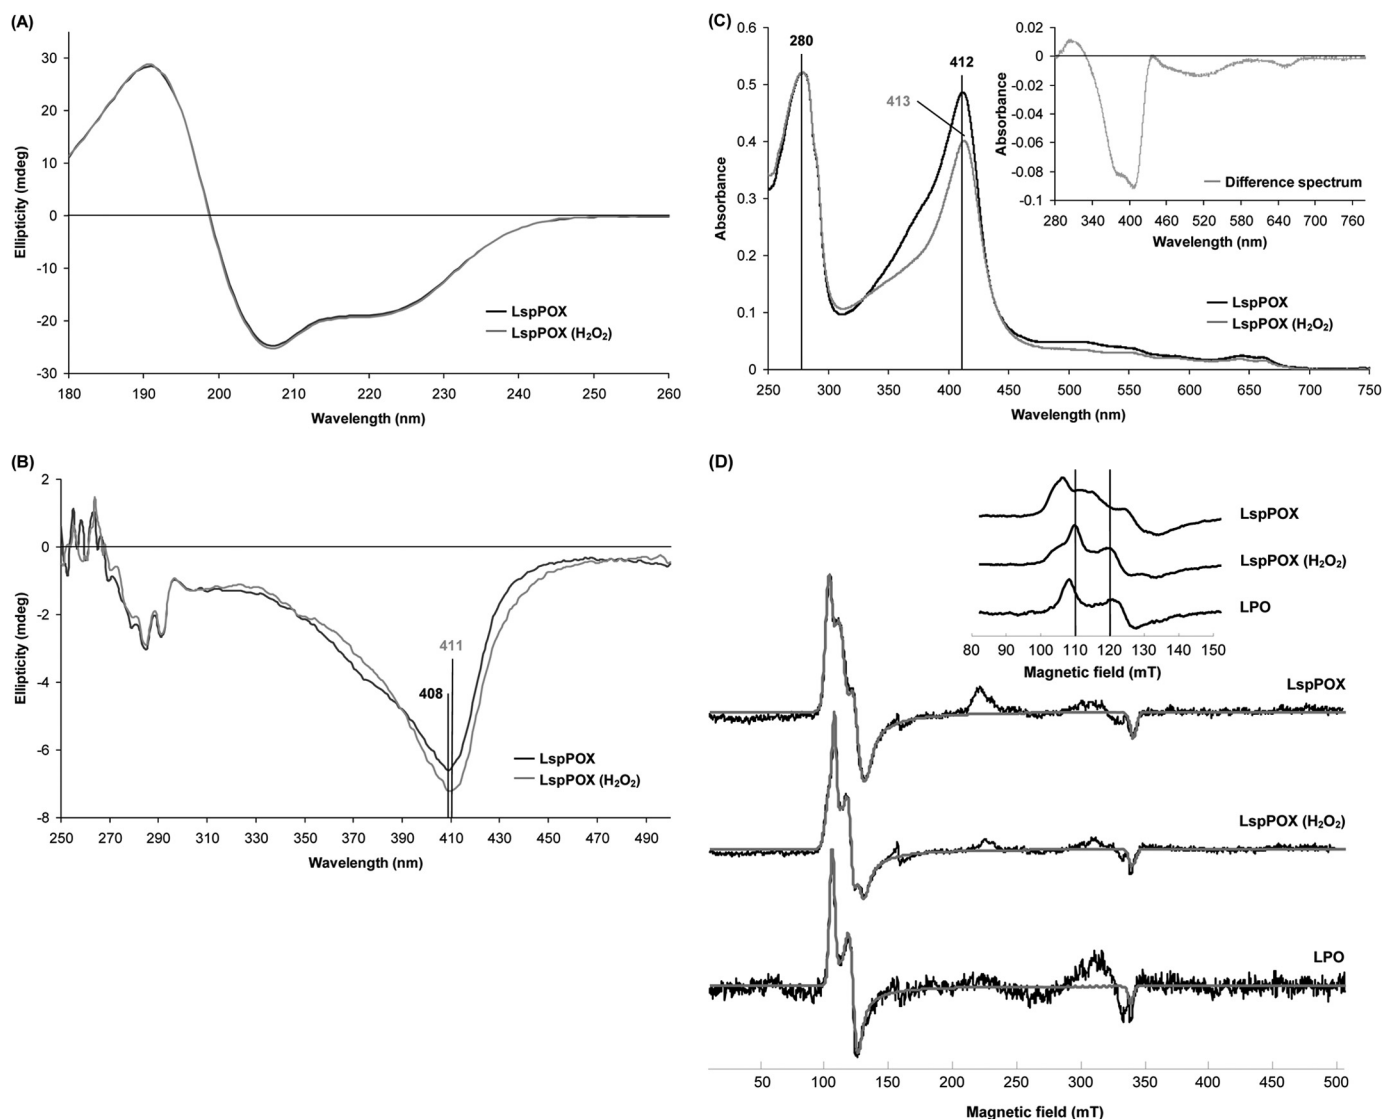 (A)
30
20
10
0
-10
-20
-30
Ellipticity (mdeg)
LspPOX
LspPOX (H₂O₂)
180 190 200 210 220 230 240 250 260
Wavelength (nm)
(B)
2
0
-2
-4
-6
-8
Ellipticity (mdeg)
411
408
LspPOX
LspPOX (H₂O₂)
250 270 290 310 330 350 370 390 410 430 450 470 490
Wavelength (nm)
(C)
0.6
0.5
0.4
0.3
0.2
0.1
0
Absorbance
280
412
413
LspPOX
LspPOX (H₂O₂)
250 300 350 400 450 500 550 600 650 700 750
Wavelength (nm)
0.02
0
-0.02
-0.04
-0.06
-0.08
-0.1
Absorbance
Difference spectrum
280 340 400 460 520 580 640 700 760
Wavelength (nm)
(D)
LspPOX
LspPOX (H₂O₂)
LPO
80 90 100 110 120 130 140 150
Magnetic field (mT)
LspPOX
LspPOX (H₂O₂)
LPO
50 100 150 200 250 300 350 400 450 500
Magnetic field (mT)